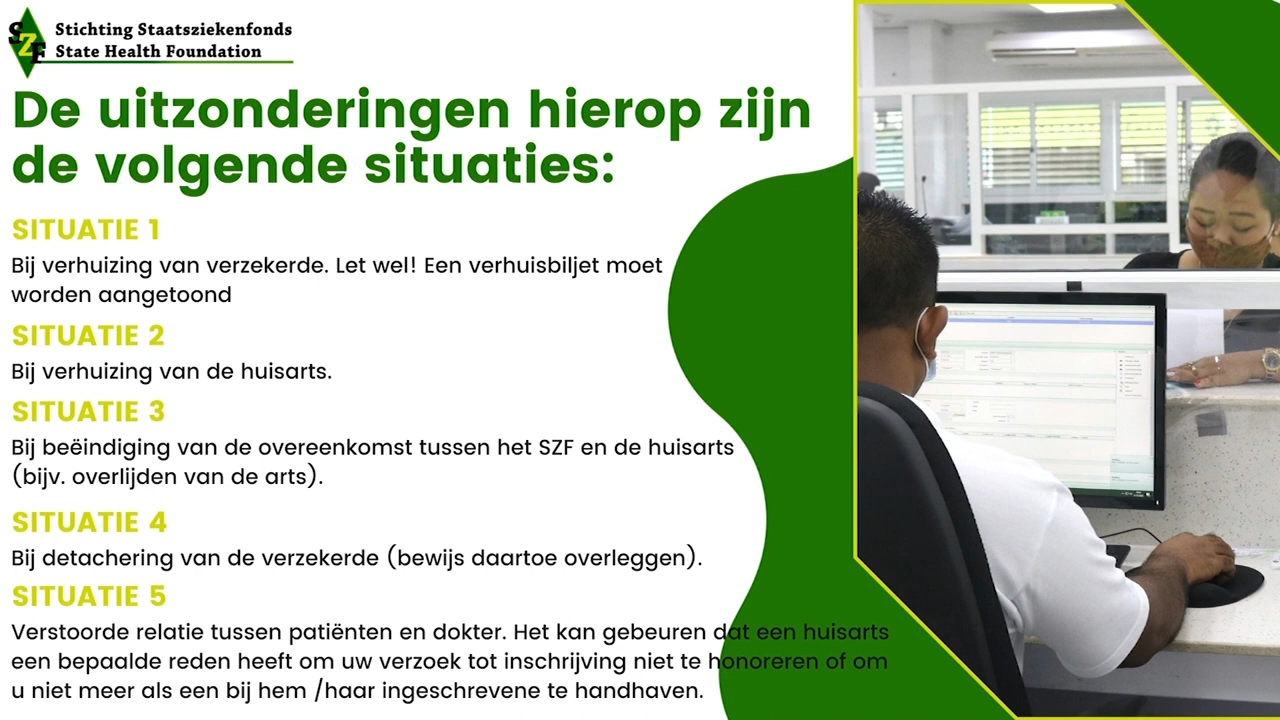 SZF
Stichting Staatsziekenfonds
State Health Foundation
De uitzonderingen hierop zijn
de volgende situaties:
SITUATIE 1
Bij verhuizing van verzekerde. Let wel! Een verhuisbiljet moet
worden aangetoond
SITUATIE 2
Bij verhuizing van de huisarts.
SITUATIE 3
Bij beëindiging van de overeenkomst tussen het SZF en de huisarts
(bijv. overlijden van de arts).
SITUATIE 4
Bij detachering van de verzekerde (bewijs daartoe overleggen).
SITUATIE 5
Verstoorde relatie tussen patiënten en dokter. Het kan gebeuren dat een huisarts
een bepaalde reden heeft om uw verzoek tot inschrijving niet te honoreren of om
u niet meer als een bij hem /haar ingeschrevene te handhaven.